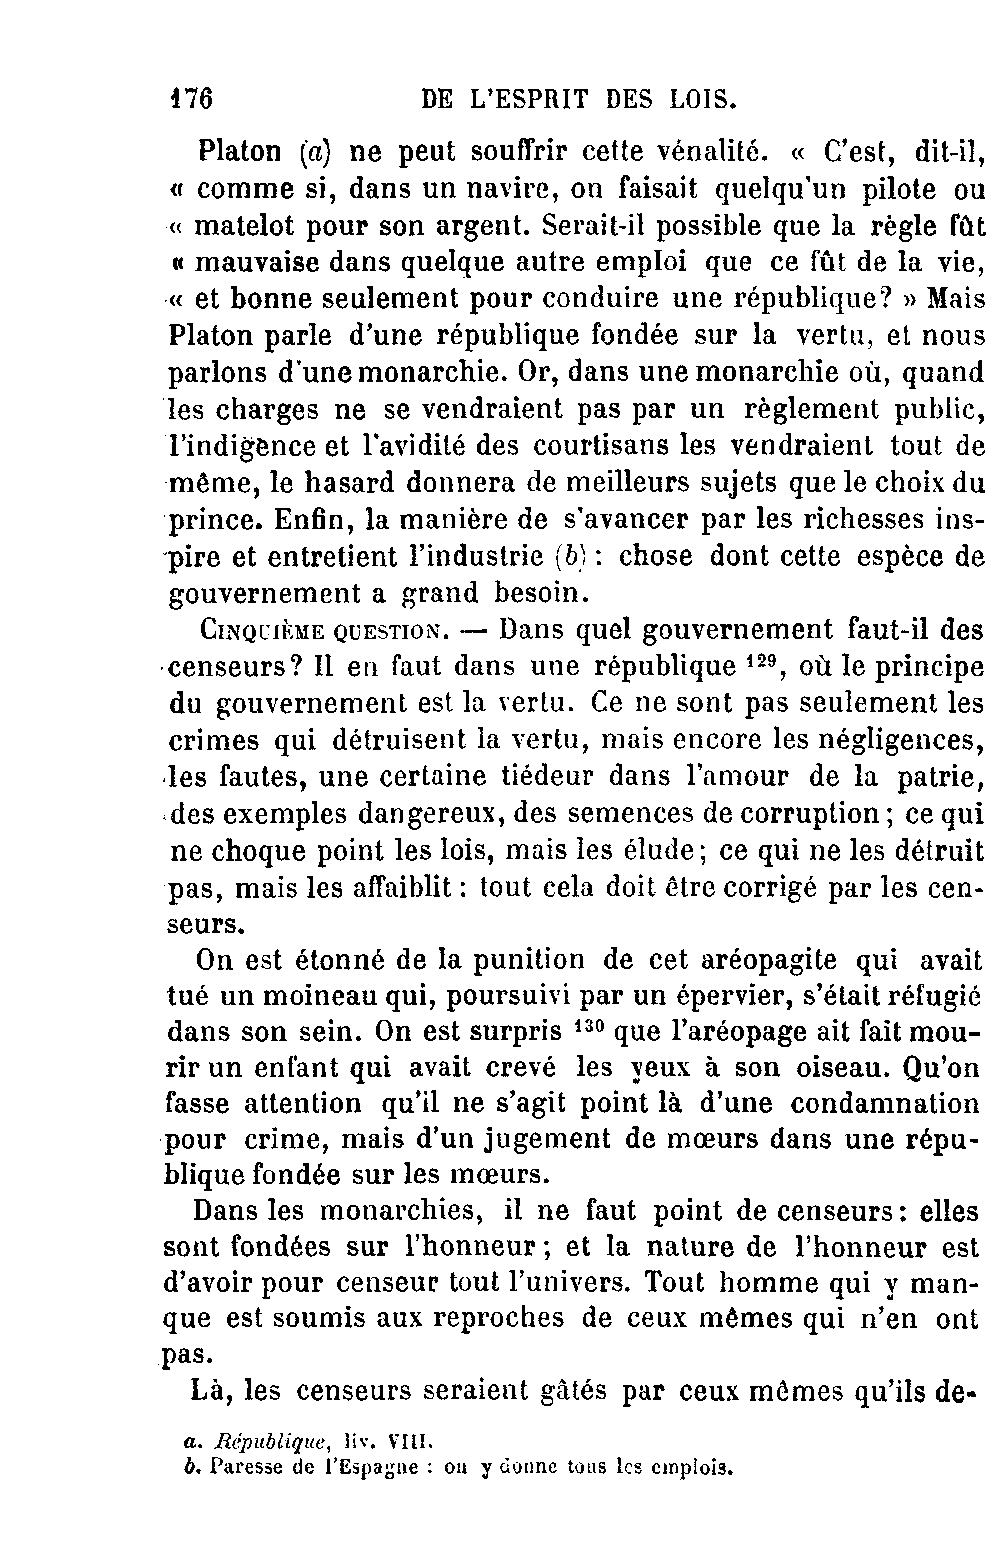 176 DE L'ESPRIT DES LOIS.
Platon (a) ne peut souffrir cette vénalité. « C'est, dit-il,
« comme si, dans un navire, on faisait quelqu'un pilote ou
« matelot pour son argent. Serait-il possible que la règle fût
« mauvaise dans quelque autre emploi que ce fût de la vie,
« et bonne seulement pour conduire une république? » Mais
Platon parle d'une république fondée sur la vertu, et nous
parlons d'une monarchie. Or, dans une monarchie où, quand
les charges ne se vendraient pas par un règlement public,
l'indigence et l'avidité des courtisans les vendraient tout de
même, le hasard donnera de meilleurs sujets que le choix du
prince. Enfin, la manière de s'avancer par les richesses ins-
pire et entretient l'industrie (b) : chose dont cette espèce de
gouvernement a grand besoin.
CINQUIÈME QUESTION. — Dans quel gouvernement faut-il des
censeurs? Il en faut dans une république 129, où le principe
du gouvernement est la vertu. Ce ne sont pas seulement les
crimes qui détruisent la vertu, mais encore les négligences,
les fautes, une certaine tiédeur dans l'amour de la patrie,
des exemples dangereux, des semences de corruption; ce qui
ne choque point les lois, mais les élude; ce qui ne les détruit
pas, mais les affaiblit : tout cela doit être corrigé par les cen-
seurs.
On est étonné de la punition de cet aréopagite qui avait
tué un moineau qui, poursuivi par un épervier, s'était réfugié
dans son sein. On est surpris 130 que l'aréopage ait fait mou-
rir un enfant qui avait crevé les yeux à son oiseau. Qu'on
fasse attention qu'il ne s'agit point là d'une condamnation
pour crime, mais d'un jugement de mœurs dans une répu-
blique fondée sur les mœurs.
Dans les monarchies, il ne faut point de censeurs: elles
sont fondées sur l'honneur; et la nature de l'honneur est
d'avoir pour censeur tout l'univers. Tout homme qui y man-
que est soumis aux reproches de ceux mêmes qui n'en ont
pas.
Là, les censeurs seraient gâtés par ceux mêmes qu'ils de-
a. République, liv. VIII.
b. Paresse de l'Espagne : on y donne tous les emplois.